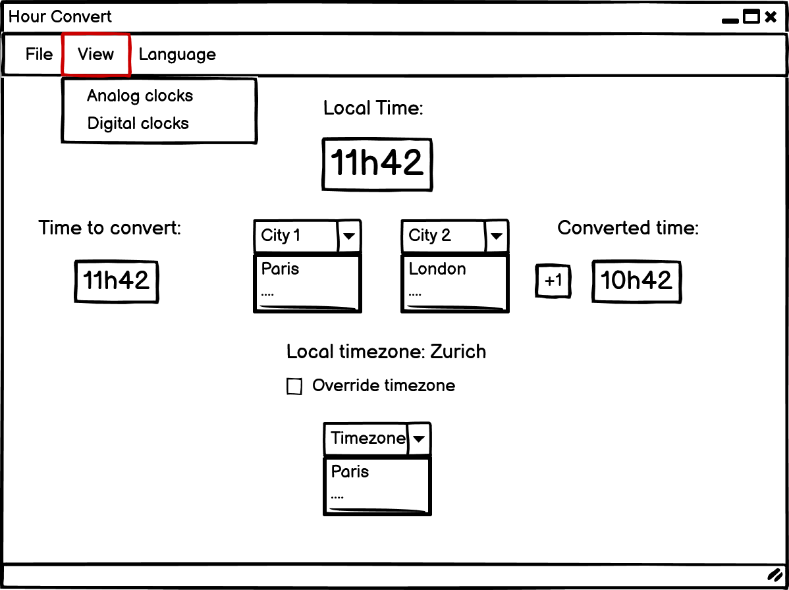 Hour Convert
File View Language
Analog clocks
Digital clocks
Local Time:
11h42
Time to convert:
City 1
City 2
Converted time:
11h42
Paris
....
London
....
+1
10h42
Local timezone: Zurich
Override timezone
Timezone
Paris
....